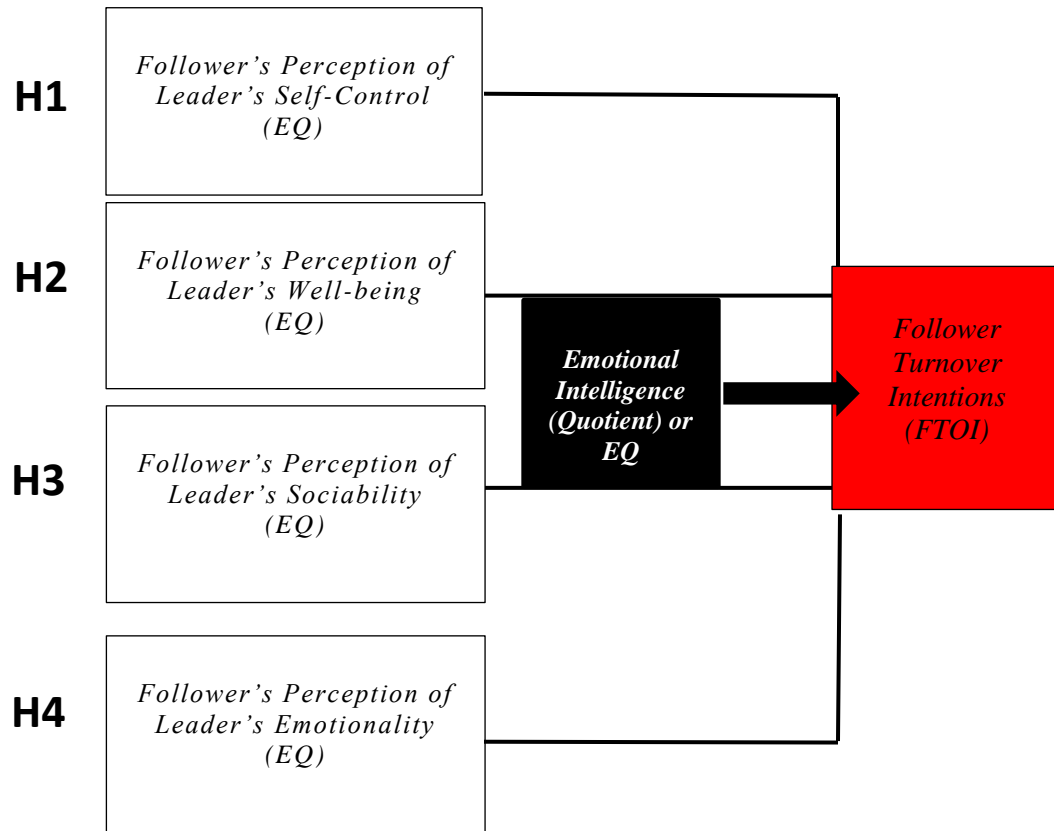 H1
Follower’s Perception of
Leader’s Self-Control
(EQ)
H2
Follower’s Perception of
Leader’s Well-being
(EQ)
Emotional
Intelligence
(Quotient) or
EQ
Follower
Turnover
Intentions
(FTOI)
H3
Follower’s Perception of
Leader’s Sociability
(EQ)
H4
Follower’s Perception of
Leader’s Emotionality
(EQ)